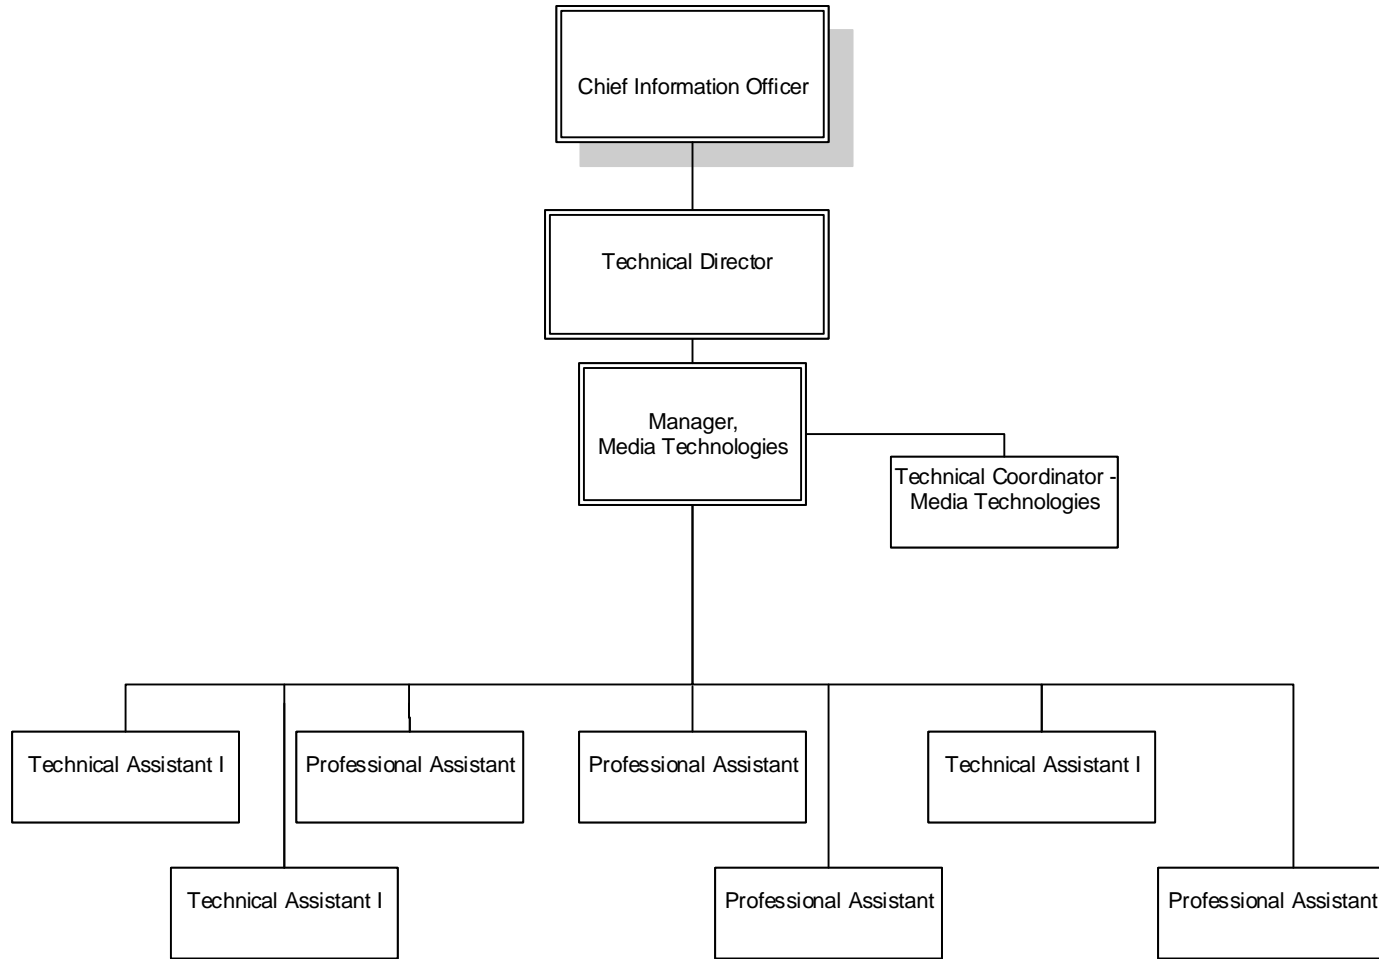 Chief Information Officer
Technical Director
Manager,
Media Technologies
Technical Coordinator -
Media Technologies
Technical Assistant I
Professional Assistant
Professional Assistant
Technical Assistant I
Technical Assistant I
Professional Assistant
Professional Assistant